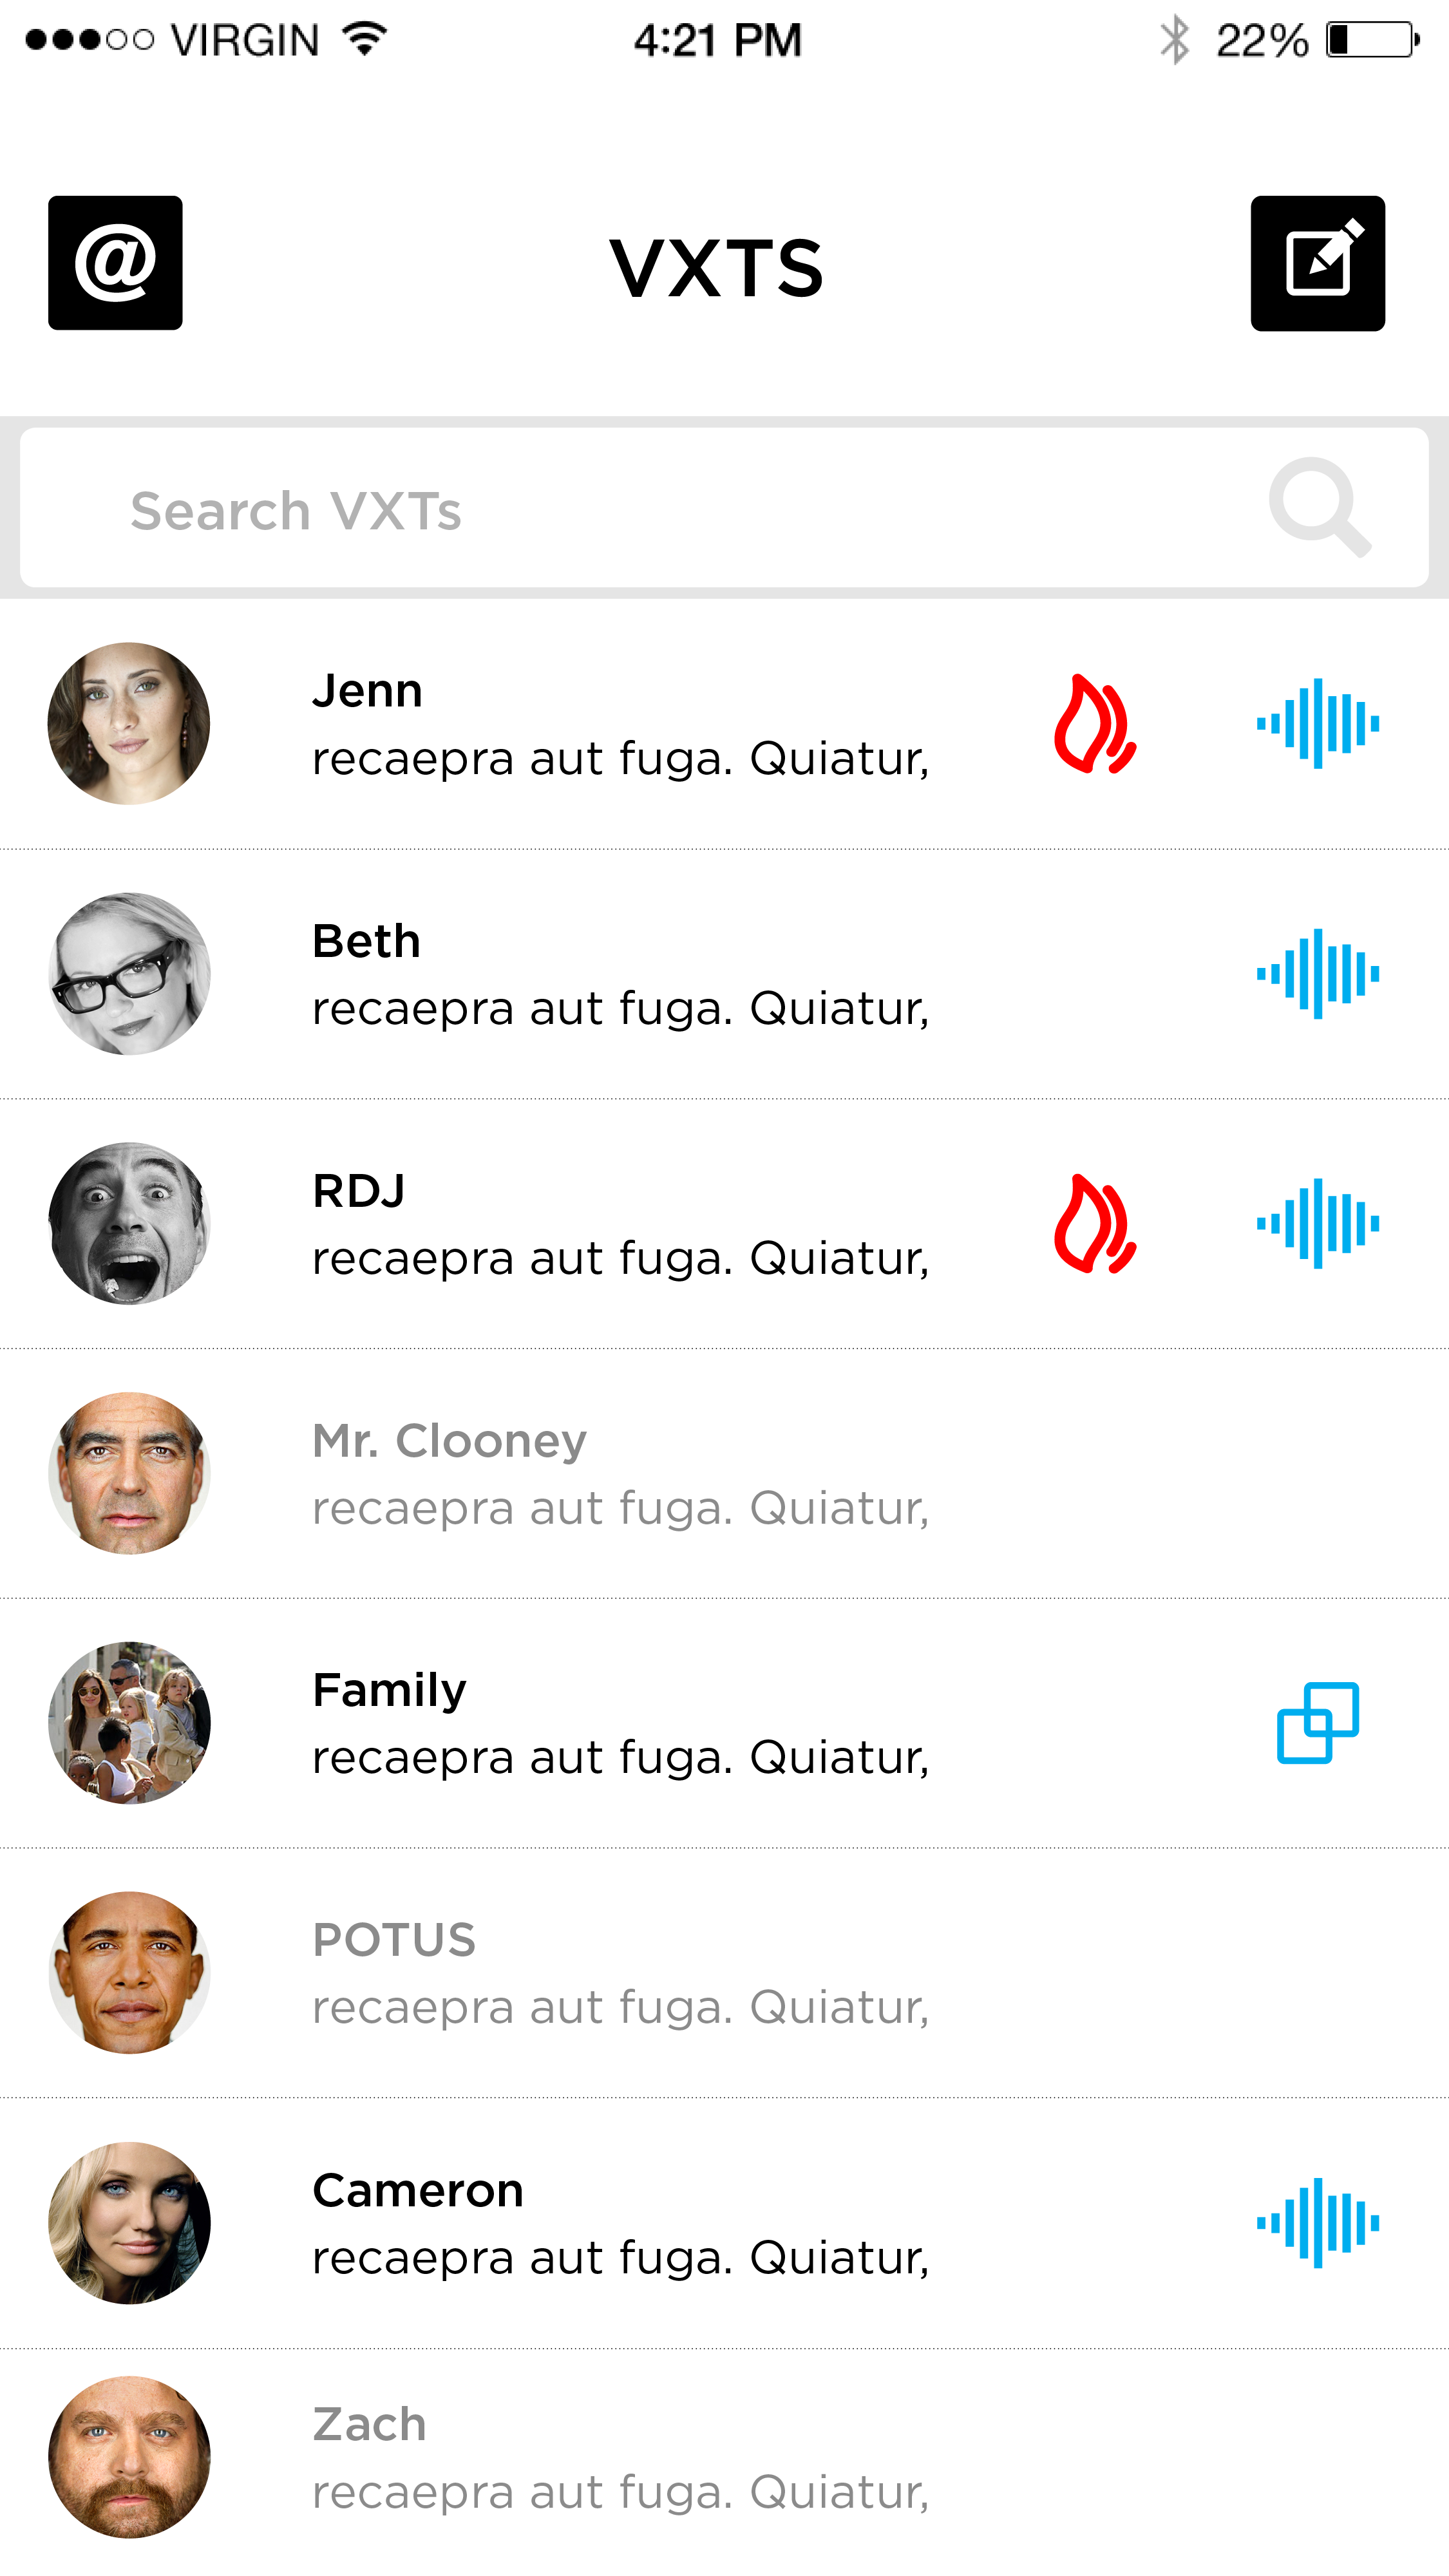 VIRGIN 4:21 PM 22%
@ VXTS
Search VXTs
Jenn
recaepra aut fuga. Quiatur,
Beth
recaepra aut fuga. Quiatur,
RDJ
recaepra aut fuga. Quiatur,
Mr. Clooney
recaepra aut fuga. Quiatur,
Family
recaepra aut fuga. Quiatur,
POTUS
recaepra aut fuga. Quiatur,
Cameron
recaepra aut fuga. Quiatur,
Zach
recaepra aut fuga. Quiatur,